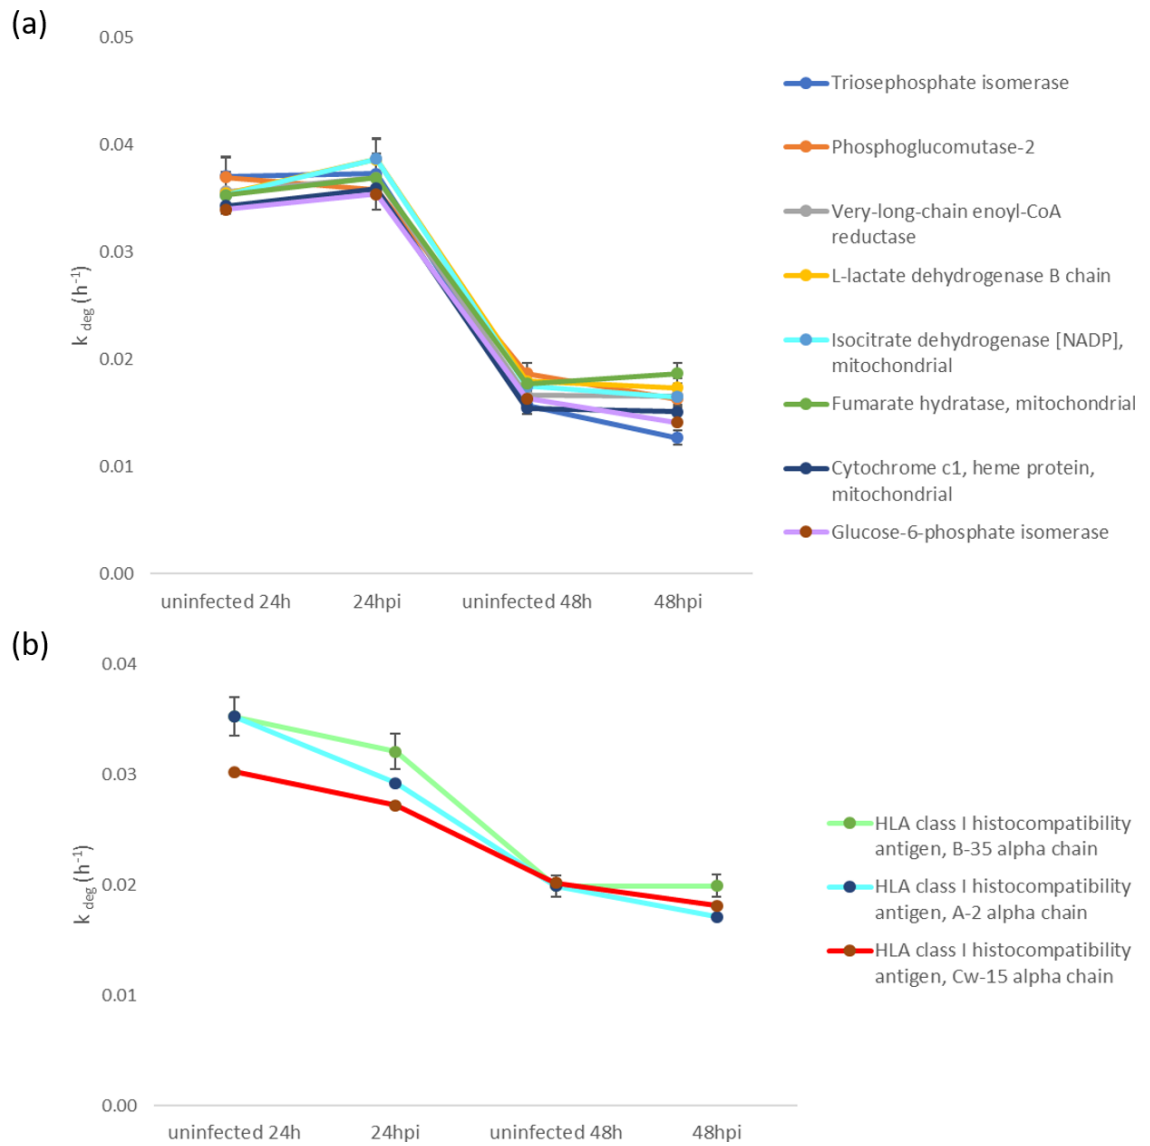 (a)
0.05
0.04
0.03
0.02
0.01
0.00
k deg (h-1)
uninfected 24h
24hpi
uninfected 48h
48hpi
Triosephosphate isomerase
Phosphoglucomutase-2
Very-long-chain enoyl-CoA
reductase
L-lactate dehydrogenase B chain
Isocitrate dehydrogenase [NADP],
mitochondrial
Fumarate hydratase, mitochondrial
Cytochrome c1, heme protein,
mitochondrial
Glucose-6-phosphate isomerase
(b)
0.04
0.03
0.02
0.01
0.00
k deg (h-1)
uninfected 24h
24hpi
uninfected 48h
48hpi
HLA class I histocompatibility
antigen, B-35 alpha chain
HLA class I histocompatibility
antigen, A-2 alpha chain
HLA class I histocompatibility
antigen, Cw-15 alpha chain